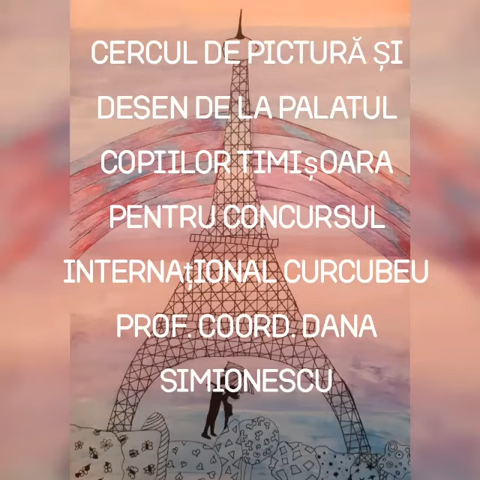 CERCUL DE PICTURĂ ȘI
DESEN DE LA PALATUL
COPIILOR TIMIșOARA
PENTRU CONCURSUL
INTERNAțIONAL CURCUBEU
PROF. COORD. DANA
SIMIONESCU